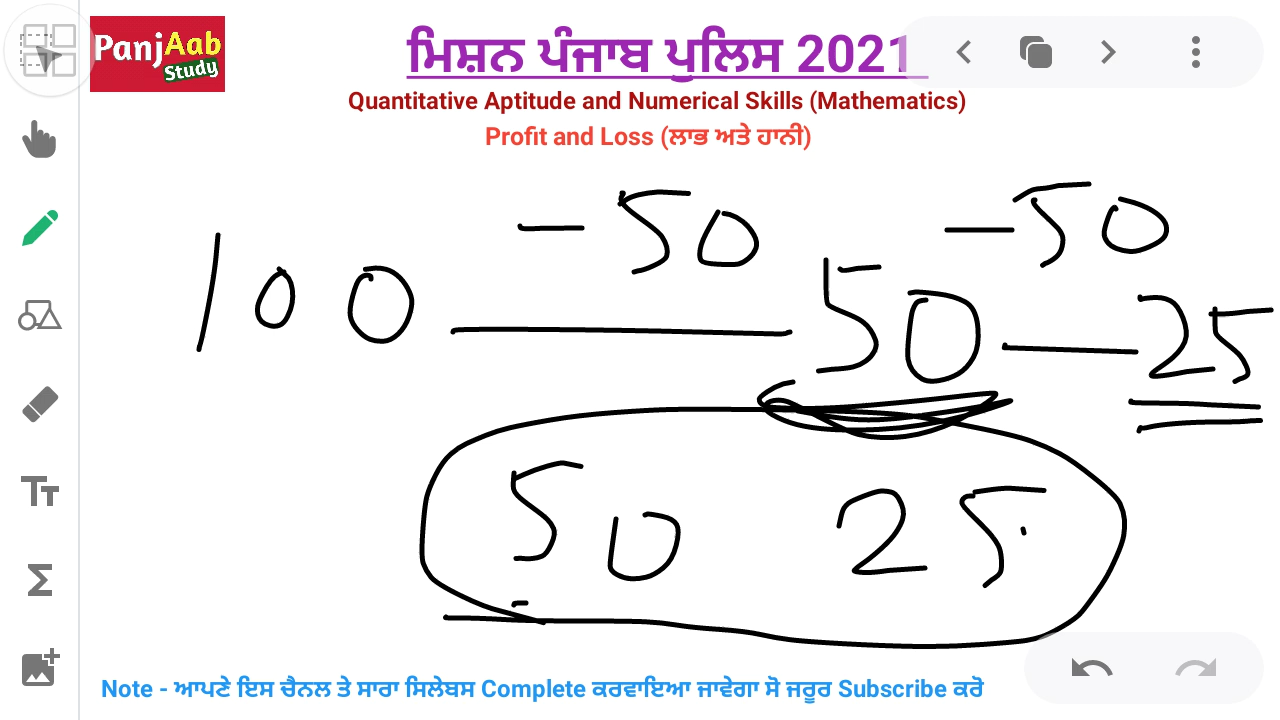 PanjAab
Study
ਮਿਸ਼ਨ ਪੰਜਾਬ ਪੁਲਿਸ 2021
Quantitative Aptitude and Numerical Skills (Mathematics)
Profit and Loss (ਲਾਭ ਅਤੇ ਹਾਨੀ)
-50 -50
100 — 50 — 25
50 25
TT
Σ
Note - ਆਪਣੇ ਇਸ ਚੈਨਲ ਤੇ ਸਾਰਾ ਸਿਲੇਬਸ Complete ਕਰਵਾਇਆ ਜਾਵੇਗਾ ਸੋ ਜਰੂਰ Subscribe ਕਰੋ